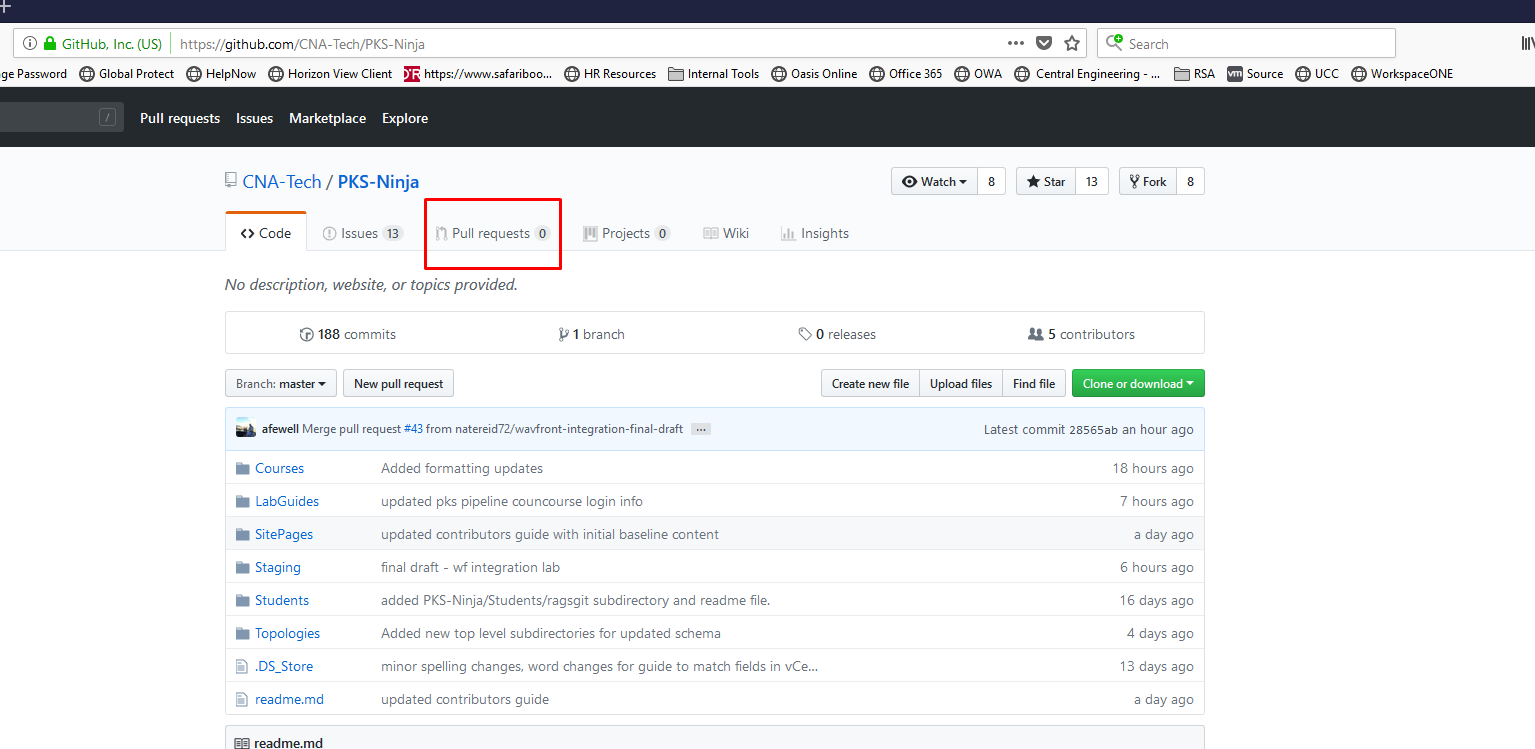 GitHub, Inc. (US) https://github.com/CNA-Tech/PKS-Ninja ••• Search
ge Password Global Protect HelpNow Horizon View Client https://www.safariboo... HR Resources Internal Tools Oasis Online Office 365 OWA Central Engineering - ... RSA vm Source UCC WorkspaceONE
/ Pull requests Issues Marketplace Explore
CNA-Tech / PKS-Ninja Watch 8 Star 13 Fork 8
<> Code Issues 13 Pull requests 0 Projects 0 Wiki Insights
No description, website, or topics provided.
188 commits 1 branch 0 releases 5 contributors
Branch: master New pull request Create new file Upload files Find file Clone or download
afewell Merge pull request #43 from natereid72/wavfront-integration-final-draft ... Latest commit 28565ab an hour ago
Courses Added formatting updates 18 hours ago
LabGuides updated pks pipeline councourse login info 7 hours ago
SitePages updated contributors guide with initial baseline content a day ago
Staging final draft - wf integration lab 6 hours ago
Students added PKS-Ninja/Students/ragsgit subdirectory and readme file. 16 days ago
Topologies Added new top level subdirectories for updated schema 4 days ago
.DS_Store minor spelling changes, word changes for guide to match fields in vCe... 13 days ago
readme.md updated contributors guide a day ago
readme.md